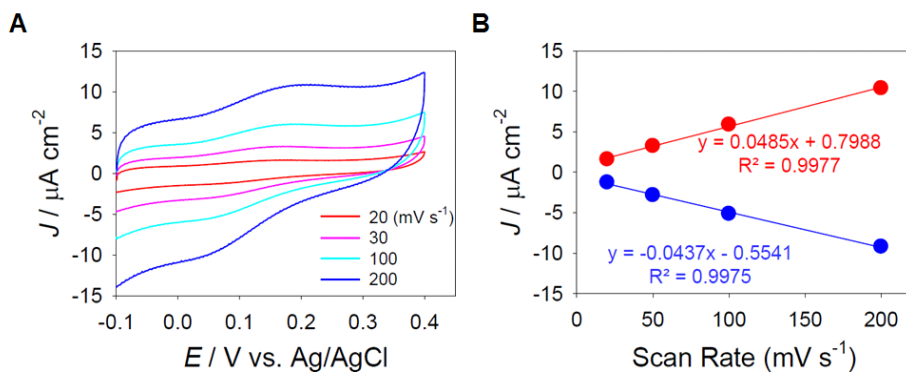 A
J / μA cm⁻²
15
10
5
0
-5
-10
-15
-0.1
0.0
0.1
0.2
0.3
0.4
E / V vs. Ag/AgCl
20 (mV s⁻¹)
30
100
200
B
J / μA cm⁻²
15
10
5
0
-5
-10
-15
0
50
100
150
200
Scan Rate (mV s⁻¹)
y = 0.0485x + 0.7988
R² = 0.9977
y = -0.0437x - 0.5541
R² = 0.9975